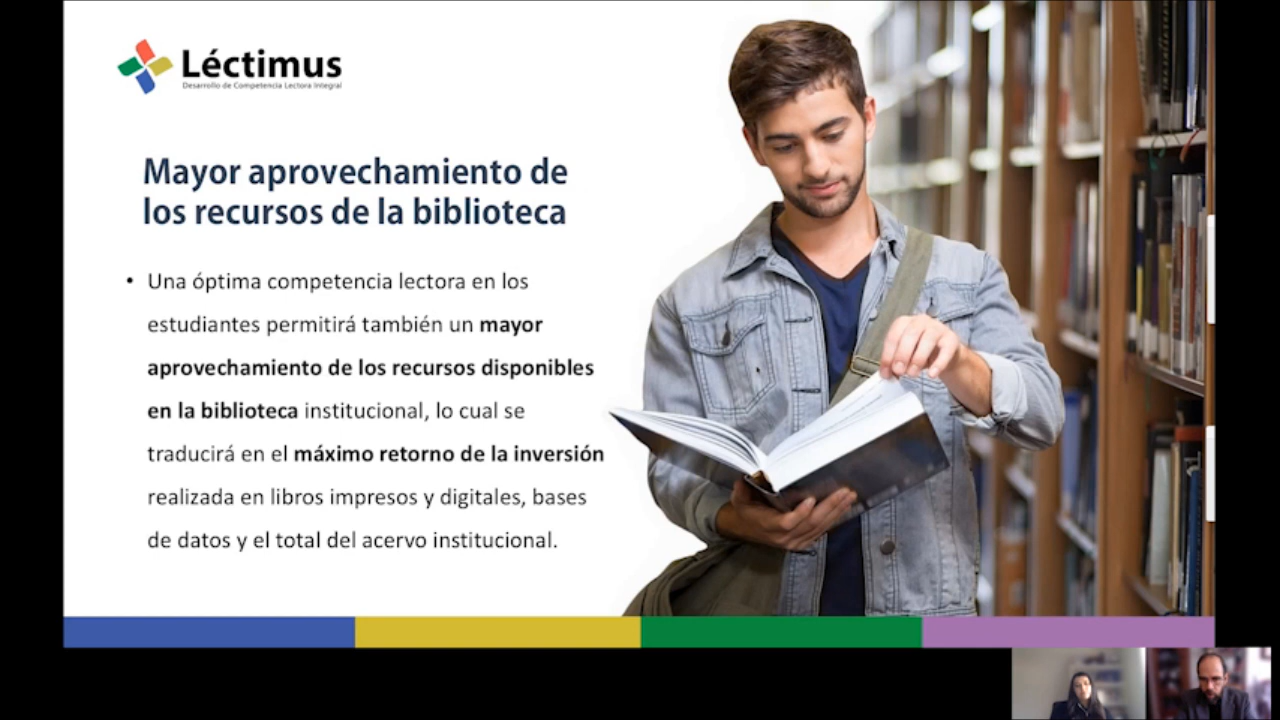 Léctimus
Desarrollo de Competencia Lectora Integral
Mayor aprovechamiento de
los recursos de la biblioteca
• Una óptima competencia lectora en los
estudiantes permitirá también un mayor
aprovechamiento de los recursos disponibles
en la biblioteca institucional, lo cual se
traducirá en el máximo retorno de la inversión
realizada en libros impresos y digitales, bases
de datos y el total del acervo institucional.